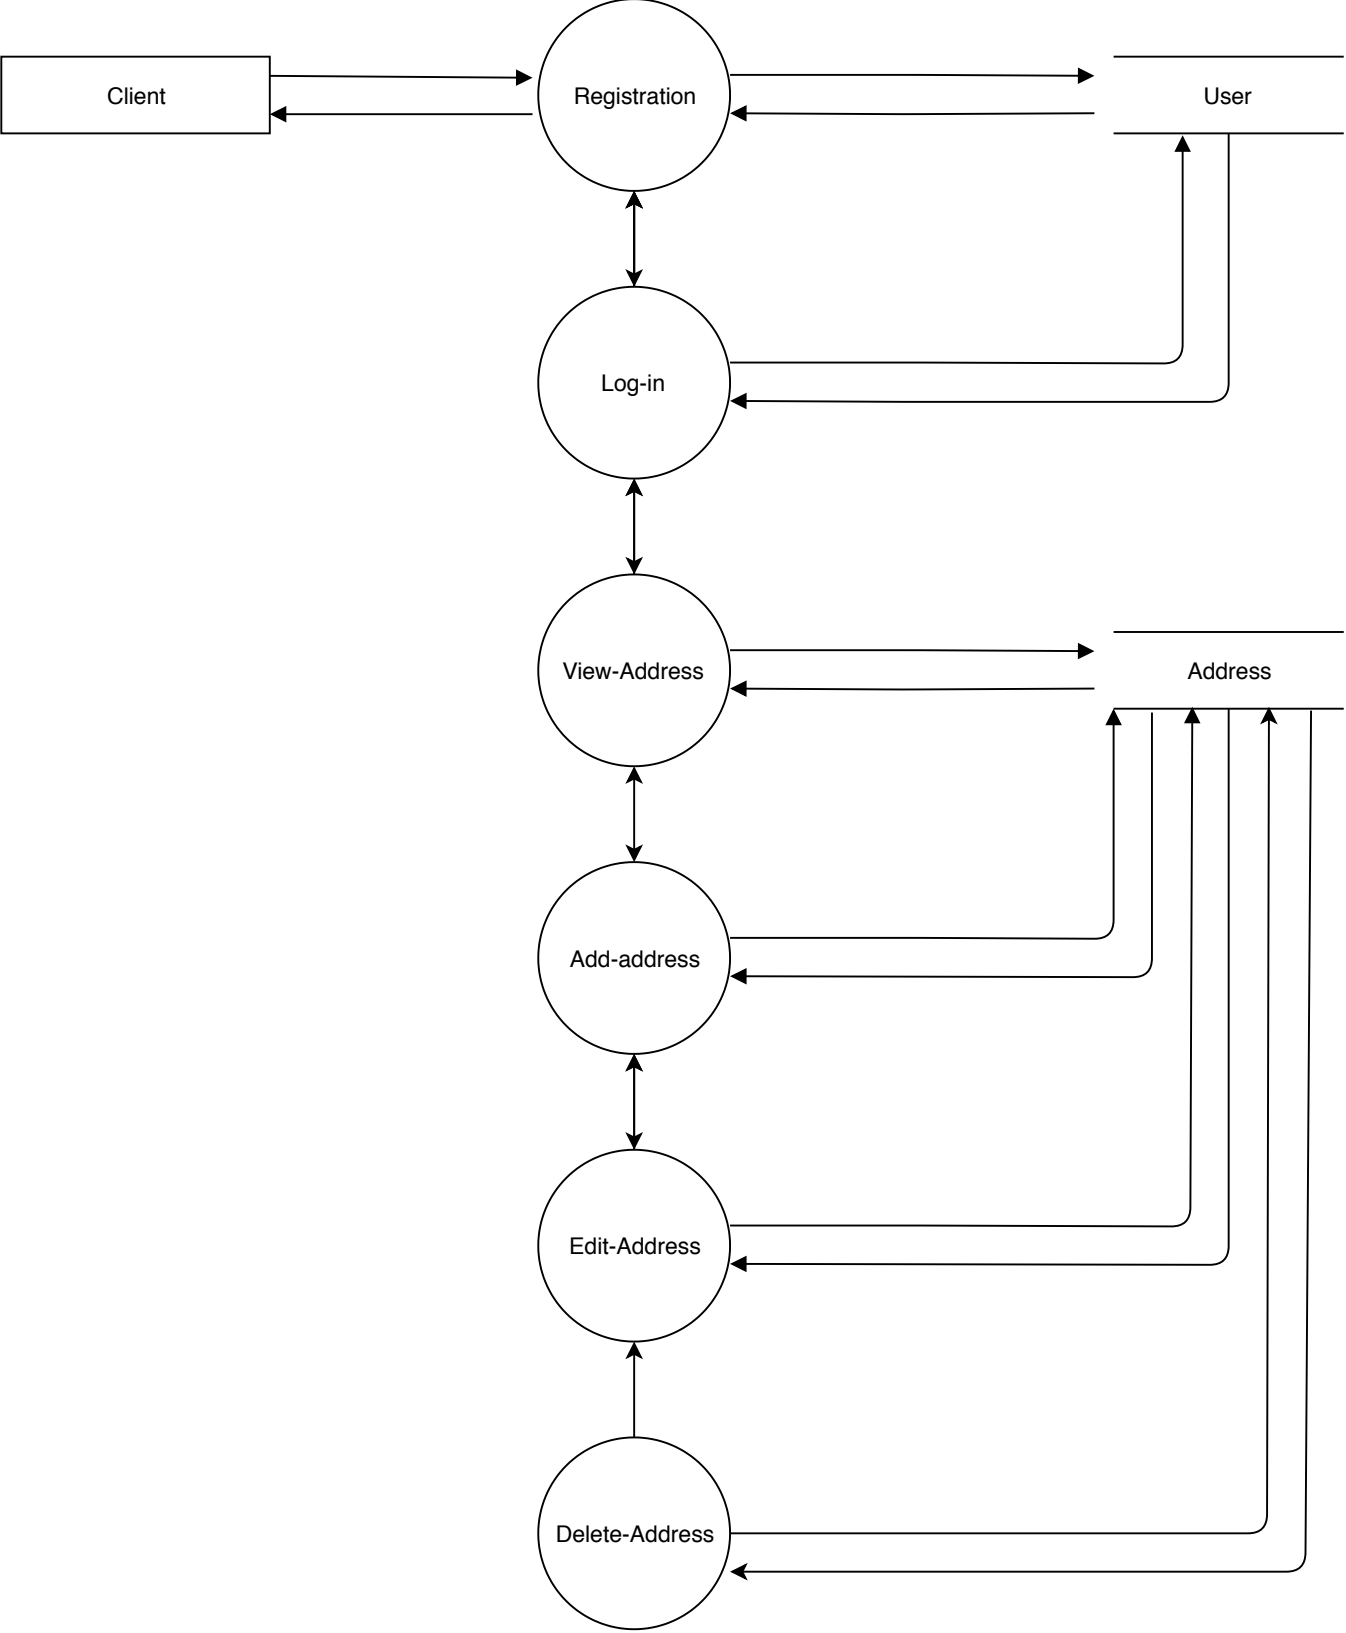 Client
Registration
User
Log-in
View-Address
Address
Add-address
Edit-Address
Delete-Address